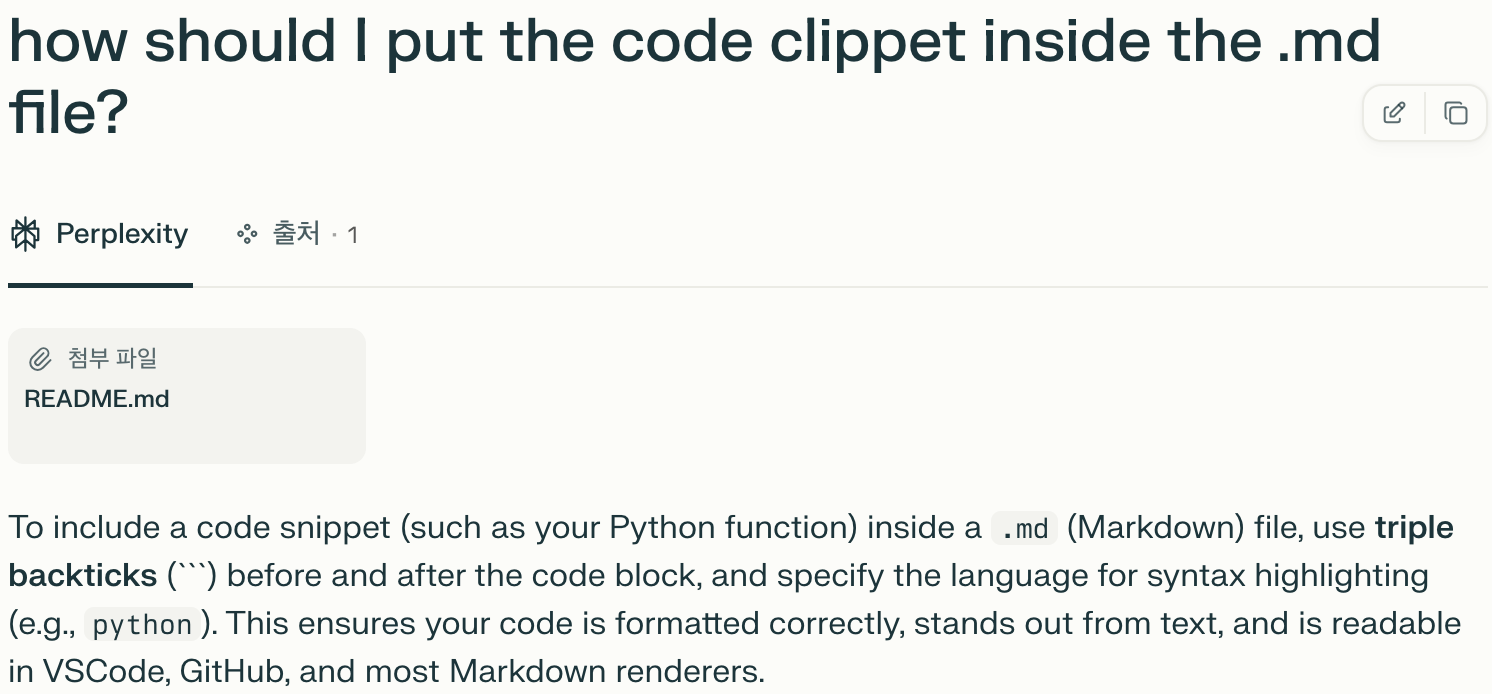 how should I put the code clippet inside the .md
file?
Perplexity
출처 · 1
첨부 파일
README.md
To include a code snippet (such as your Python function) inside a .md (Markdown) file, use triple
backticks (```) before and after the code block, and specify the language for syntax highlighting
(e.g., python). This ensures your code is formatted correctly, stands out from text, and is readable
in VSCode, GitHub, and most Markdown renderers.